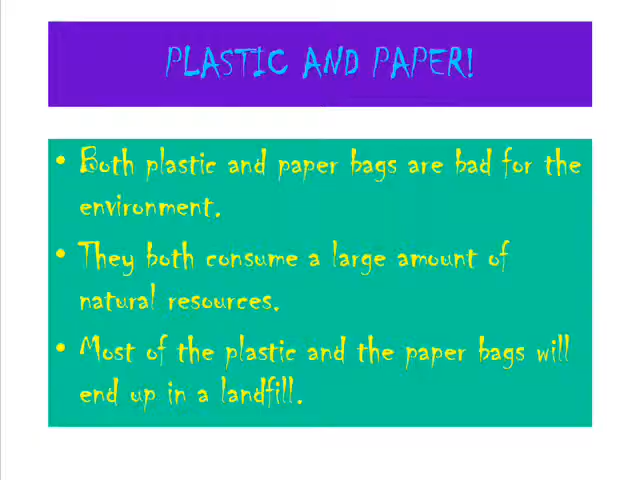 PLASTIC AND PAPER!
• Both plastic and paper bags are bad for the
environment.
• They both consume a large amount of
natural resources.
• Most of the plastic and the paper bags will
end up in a landfill.